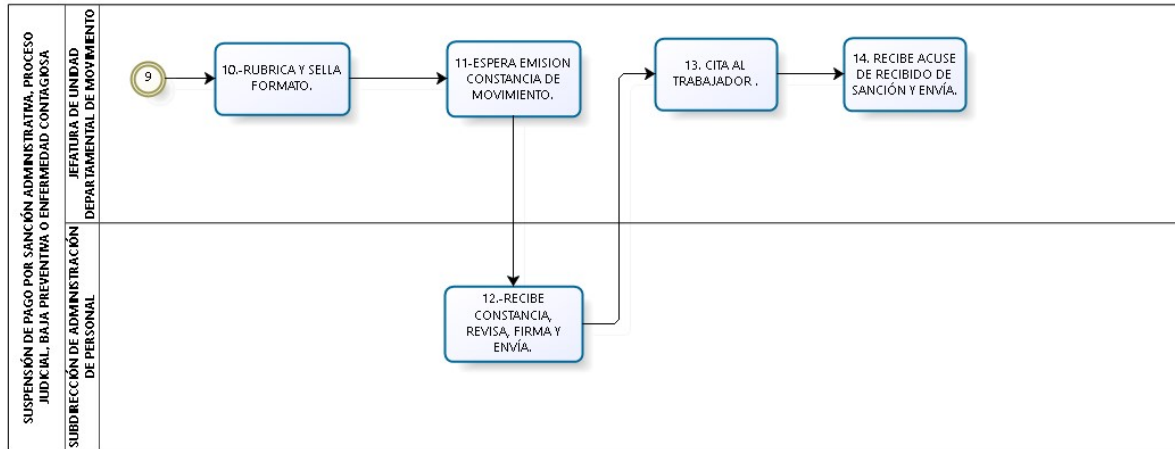 SUSPENSIÓN DE PAGO POR SANCIÓN ADMINISTRATIVA, PROCESO
JUDICIAL, BAJA PREVENTIVA O ENFERMEDAD CONTAGIOSA
JEFATURA DE UNIDAD
DEPARTAMENTAL DE MOVIMIENTO
9
10.-RUBRICA Y SELLA
FORMATO.
11-ESPERA EMISION
CONSTANCIA DE
MOVIMIENTO.
13. CITA AL
TRABAJADOR .
14. RECIBE ACUSE
DE RECIBIDO DE
SANCIÓN Y ENVÍA.
SUBDIRECCIÓN DE ADMINISTRACIÓN
DE PERSONAL
12.-RECIBE
CONSTANCIA,
REVISA, FIRMA Y
ENVÍA.